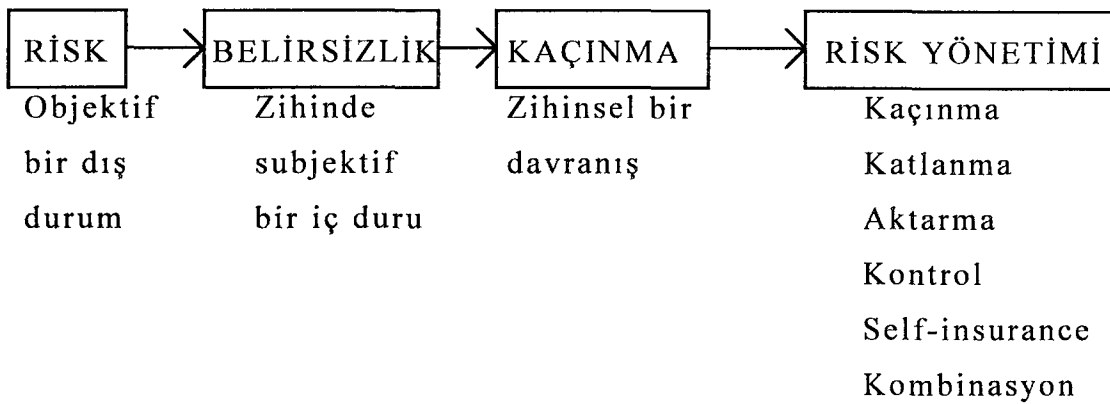 RİSK BELİRSİZLİK KAÇINMA RİSK YÖNETİMİ
Objektif Zihinde Zihinsel bir Kaçınma
bir dış subjektif davranış Katlanma
durum bir iç duru Aktarma
Kontrol
Self-insurance
Kombinasyon